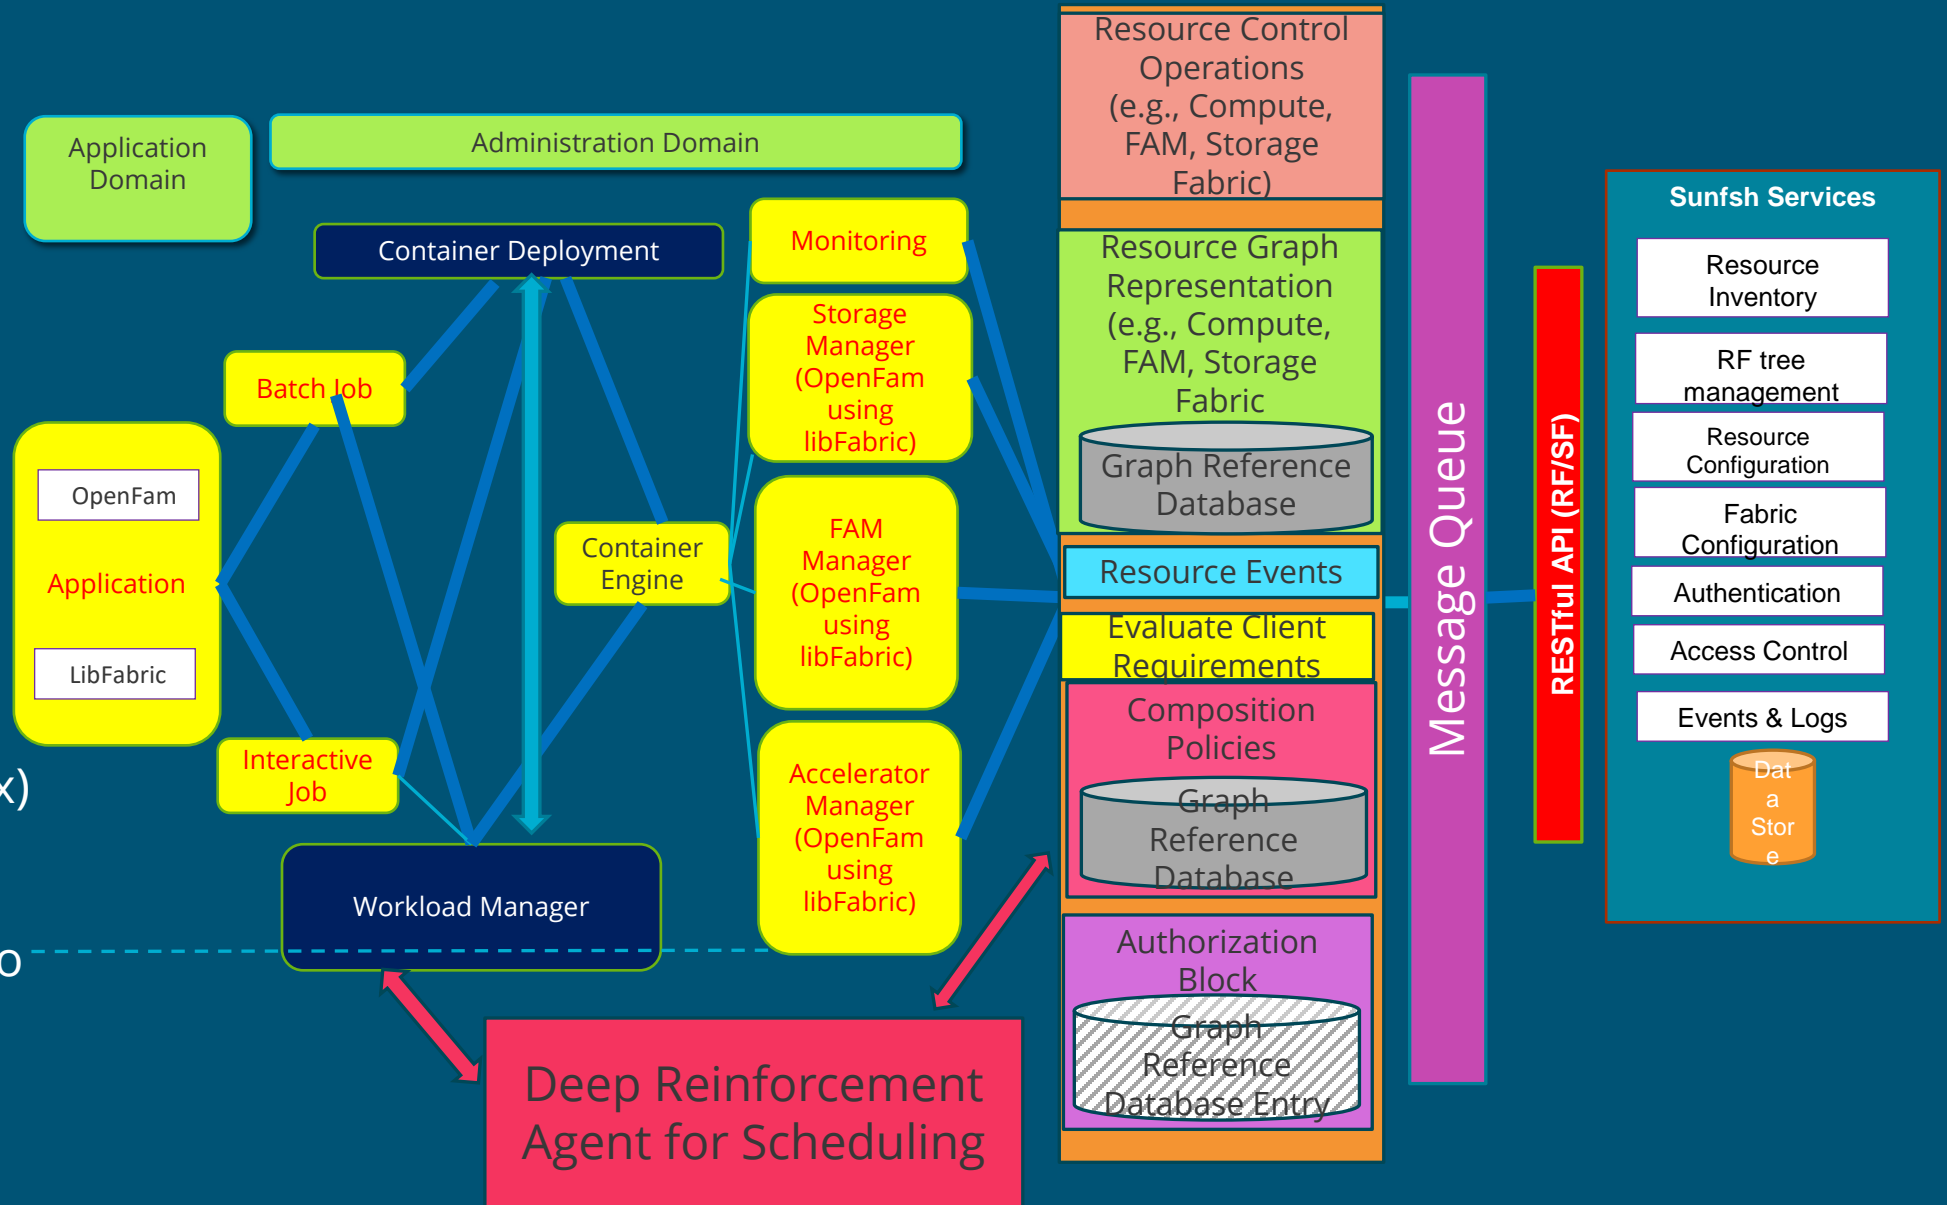 Application
Domain
Administration Domain
Container Deployment
Batch Job
OpenFam
Application
LibFabric
Interactive
Job
x)
Workload Manager
o
Container
Engine
Monitoring
Storage
Manager
(OpenFam
using
libFabric)
FAM
Manager
(OpenFam
using
libFabric)
Accelerator
Manager
(OpenFam
using
libFabric)
Deep Reinforcement
Agent for Scheduling
Resource Control
Operations
(e.g., Compute,
FAM, Storage
Fabric)
Resource Graph
Representation
(e.g., Compute,
FAM, Storage
Fabric
Graph Reference
Database
Resource Events
Evaluate Client
Requirements
Composition
Policies
Graph
Reference
Database
Authorization
Block
Graph
Reference
Database Entry
Message Queue
RESTful API (RF/SF)
Sunfsh Services
Resource
Inventory
RF tree
management
Resource
Configuration
Fabric
Configuration
Authentication
Access Control
Events & Logs
Dat
a
Stor
e